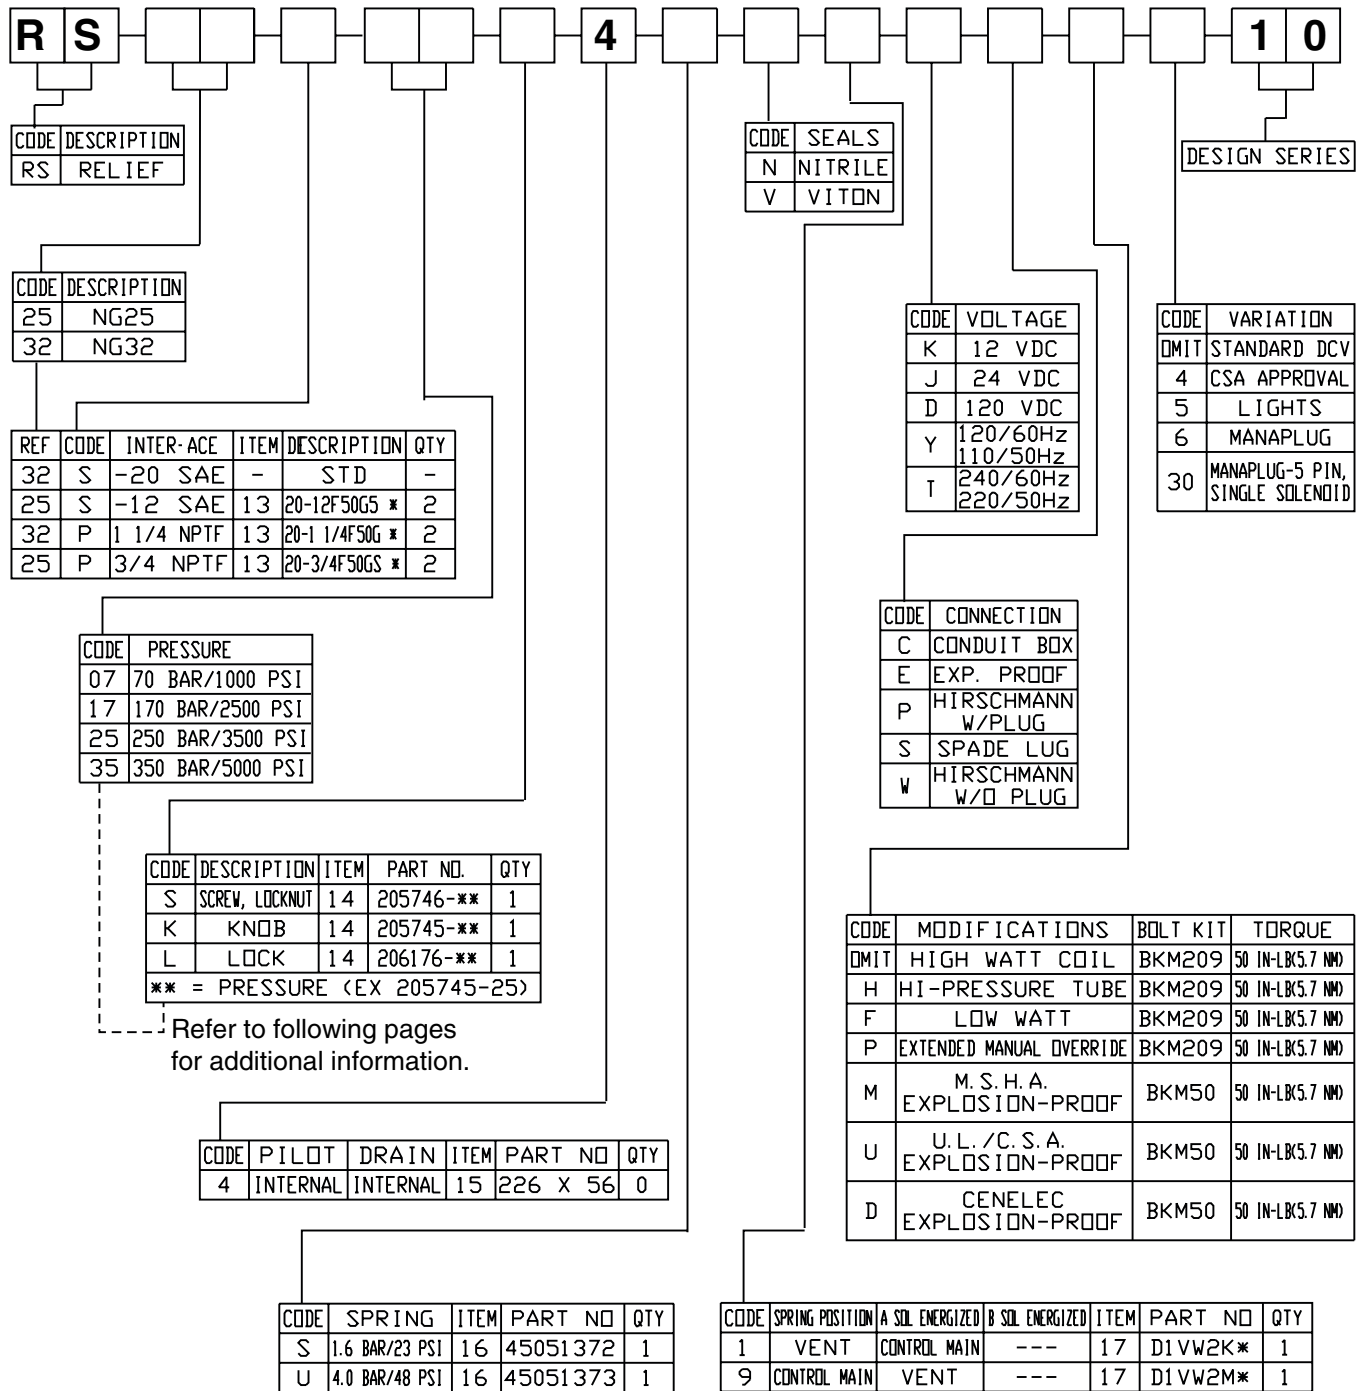 R S 4 1 0
CODE DESCRIPTION
RS RELIEF
CODE SEALS
N NITRILE
V VITON
DESIGN SERIES
CODE DESCRIPTION
25 NG25
32 NG32
CODE VOLTAGE
K 12 VDC
J 24 VDC
D 120 VDC
Y 120/60Hz
110/50Hz
T 240/60Hz
220/50Hz
CODE VARIATION
OMIT STANDARD DCV
4 CSA APPROVAL
5 LIGHTS
6 MANAPLUG
30 MANAPLUG-5 PIN,
SINGLE SOLENOID
REF CODE INTER-ACE ITEM DESCRIPTION QTY
32 S -20 SAE - STD -
25 S -12 SAE 13 20-12F50G5 * 2
32 P 1 1/4 NPTF 13 20-1 1/4F50G * 2
25 P 3/4 NPTF 13 20-3/4F50GS * 2
CODE PRESSURE
07 70 BAR/1000 PSI
17 170 BAR/2500 PSI
25 250 BAR/3500 PSI
35 350 BAR/5000 PSI
CODE CONNECTION
C CONDUIT BOX
E EXP. PROOF
P HIRSCHMANN
W/PLUG
S SPADE LUG
W HIRSCHMANN
W/O PLUG
CODE DESCRIPTION ITEM PART NO. QTY
S SCREW, LOCKNUT 14 205746-** 1
K KNOB 14 205745-** 1
L LOCK 14 206176-** 1
** = PRESSURE (EX 205745-25)
Refer to following pages
for additional information.
CODE MODIFICATIONS BOLT KIT TORQUE
OMIT HIGH WATT COIL BKM209 50 IN-LB(5.7 NM)
H HI-PRESSURE TUBE BKM209 50 IN-LB(5.7 NM)
F LOW WATT BKM209 50 IN-LB(5.7 NM)
P EXTENDED MANUAL OVERRIDE BKM209 50 IN-LB(5.7 NM)
M M.S.H.A.
EXPLOSION-PROOF BKM50 50 IN-LB(5.7 NM)
U U.L./C.S.A.
EXPLOSION-PROOF BKM50 50 IN-LB(5.7 NM)
D CENELEC
EXPLOSION-PROOF BKM50 50 IN-LB(5.7 NM)
CODE PILOT DRAIN ITEM PART NO QTY
4 INTERNAL INTERNAL 15 226 X 56 0
CODE SPRING ITEM PART NO QTY
S 1.6 BAR/23 PSI 16 45051372 1
U 4.0 BAR/48 PSI 16 45051373 1
CODE SPRING POSITION A SOL ENERGIZED B SOL ENERGIZED ITEM PART NO QTY
1 VENT CONTROL MAIN --- 17 D1VW2K* 1
9 CONTROL MAIN VENT --- 17 D1VW2M* 1